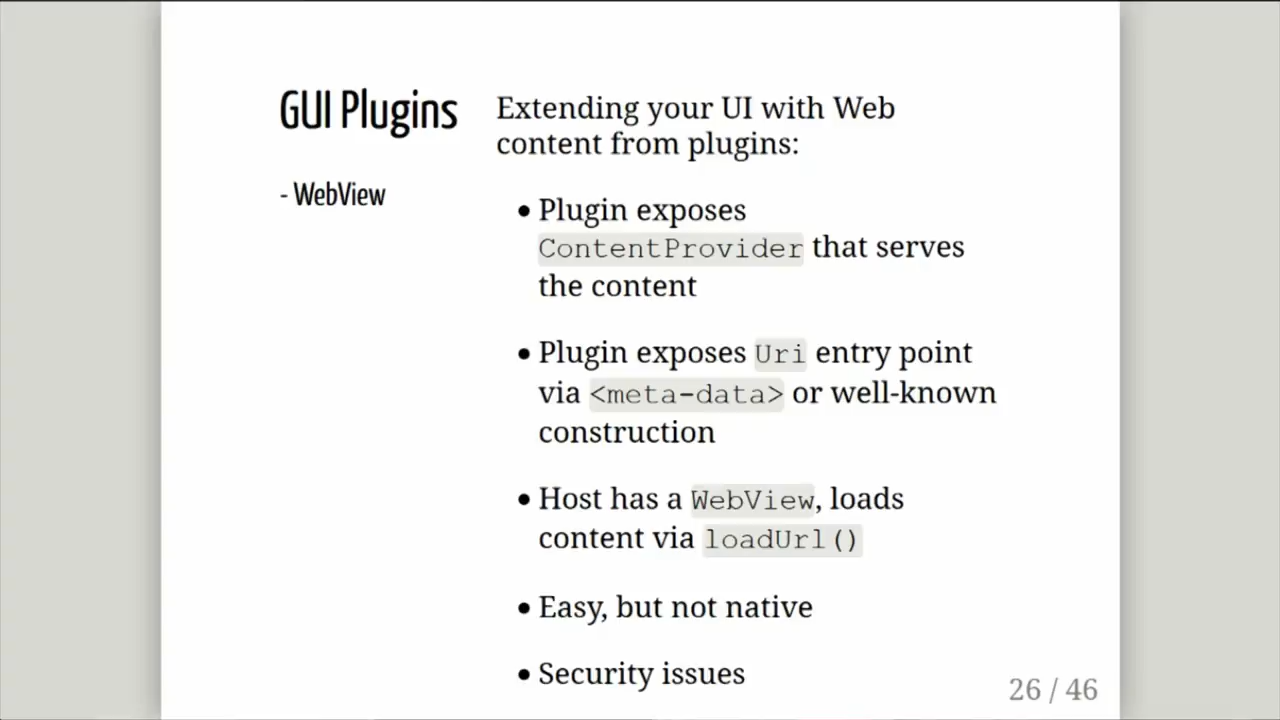 GUI Plugins
- WebView
Extending your UI with Web
content from plugins:
• Plugin exposes
ContentProvider that serves
the content
• Plugin exposes Uri entry point
via <meta-data> or well-known
construction
• Host has a WebView, loads
content via loadUrl()
• Easy, but not native
• Security issues
26 / 46